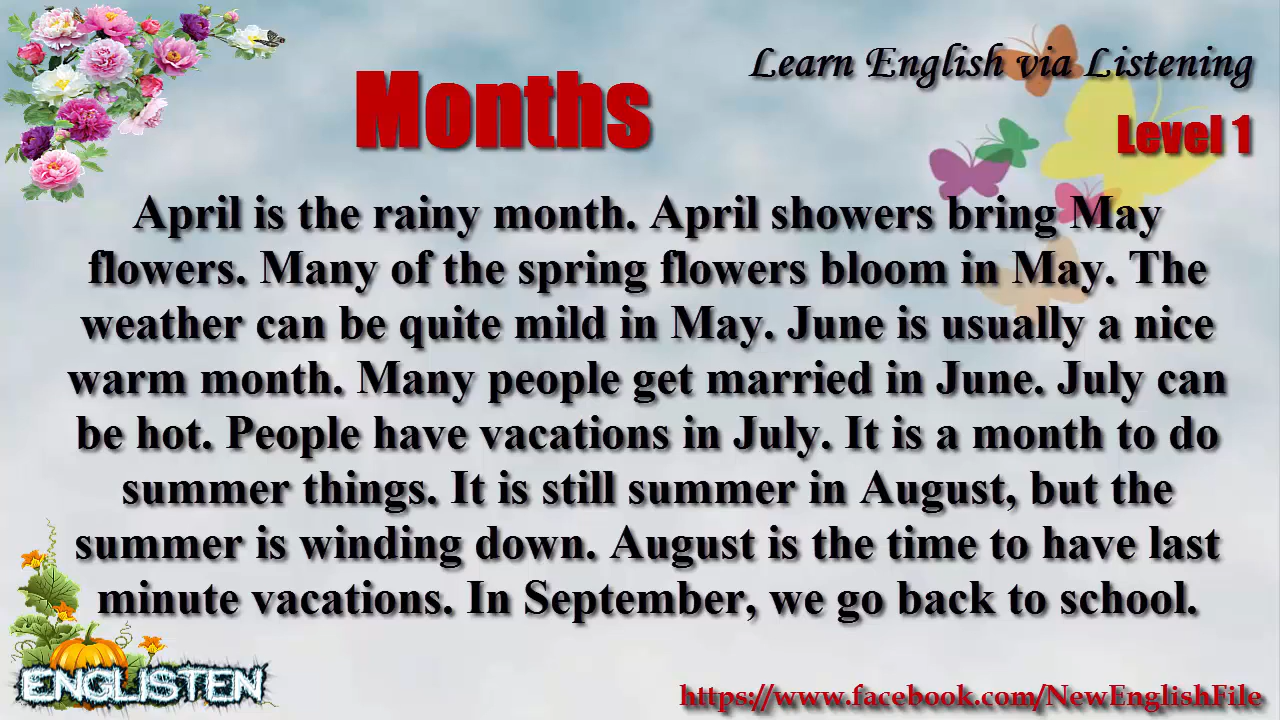 Learn English via Listening
Months
Level 1
April is the rainy month. April showers bring May
flowers. Many of the spring flowers bloom in May. The
weather can be quite mild in May. June is usually a nice
warm month. Many people get married in June. July can
be hot. People have vacations in July. It is a month to do
summer things. It is still summer in August, but the
summer is winding down. August is the time to have last
minute vacations. In September, we go back to school.
ENGLISTEN
https://www.facebook.com/NewEnglishFile